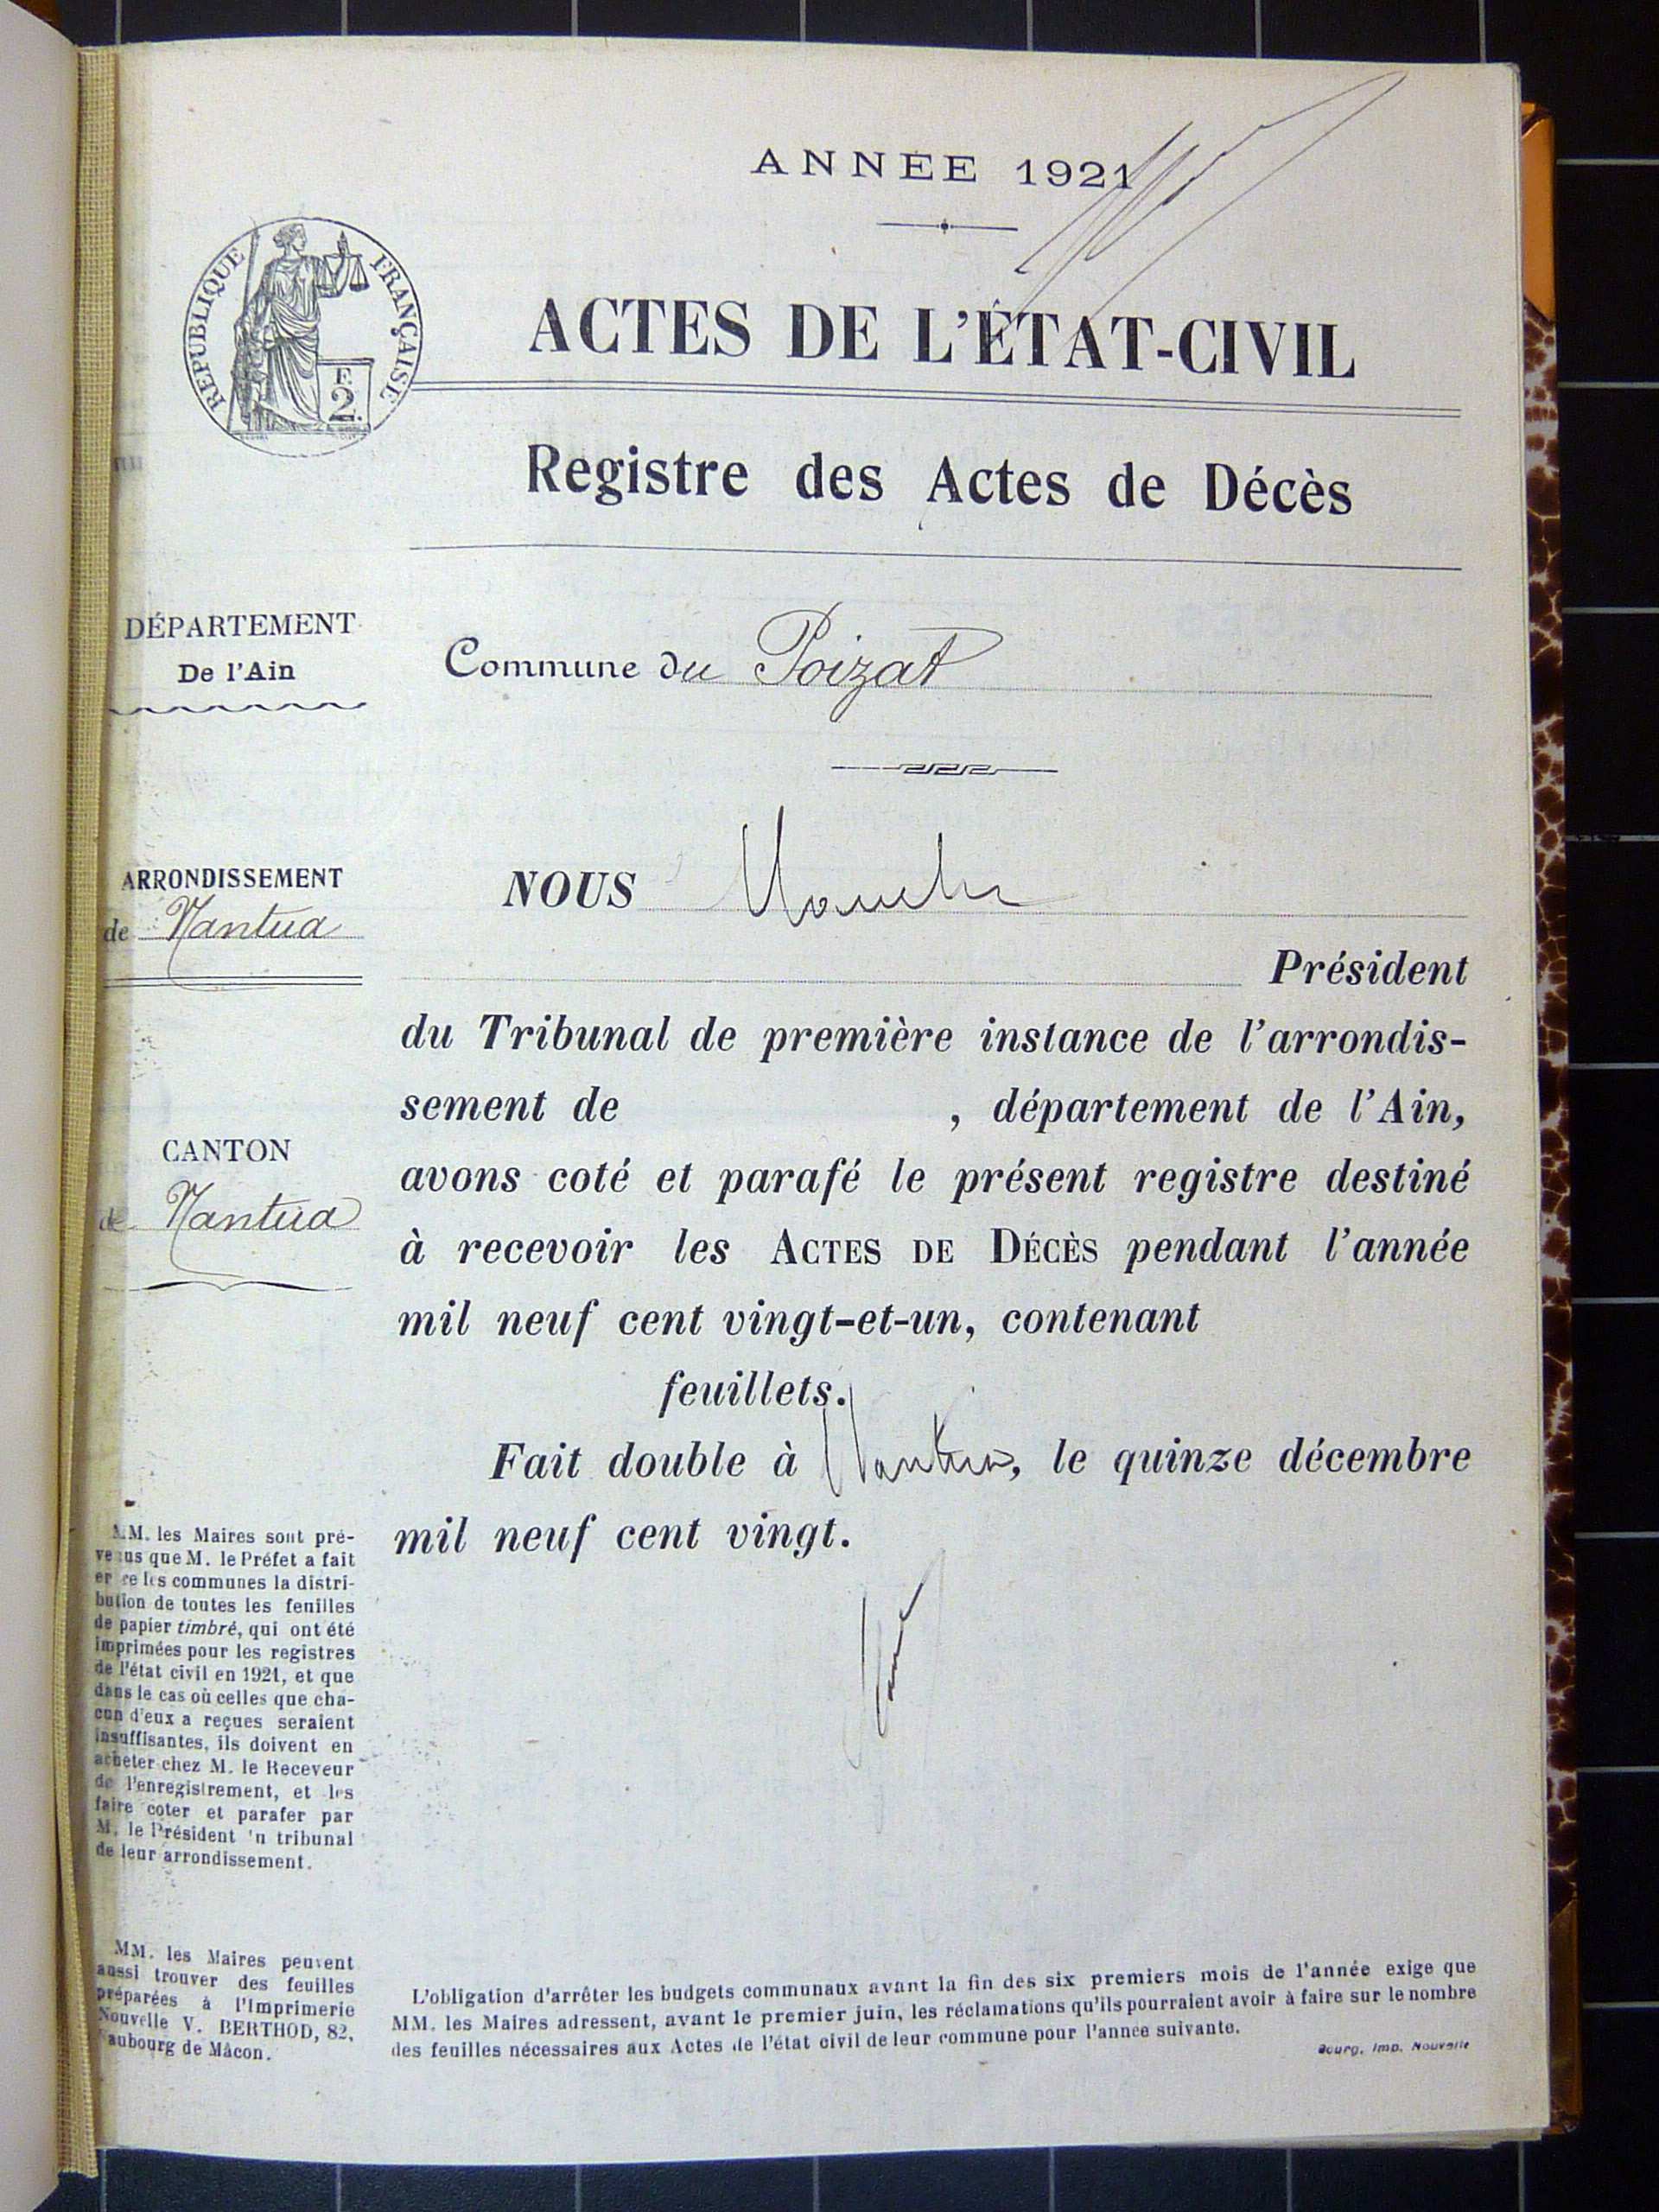 ANNÉE 1921
RÉPUBLIQUE FRANÇAISE
F.
2.
ACTES DE L'ÉTAT-CIVIL
Registre des Actes de Décès
DÉPARTEMENT
De l'Ain
Commune du Poizat
ARRONDISSEMENT
de Nantua
CANTON
de Nantua
NOUS
Président
du Tribunal de première instance de l'arrondis-
sement de , département de l'Ain,
avons coté et parafé le présent registre destiné
à recevoir les ACTES DE DÉCÈS pendant l'année
mil neuf cent vingt-et-un, contenant
feuillets.
Fait double à Nantua, le quinze décembre
mil neuf cent vingt.
MM. les Maires sont pré-
venus que M. le Préfet a fait
entre les communes la distri-
bution de toutes les feuilles
de papier timbré, qui ont été
imprimées pour les registres
de l'état civil en 1921, et que
dans le cas où celles que cha-
cun d'eux a reçues seraient
insuffisantes, ils doivent en
acheter chez M. le Receveur
de l'enregistrement, et les
faire coter et parafer par
M. le Président du tribunal
de leur arrondissement.
MM. les Maires peuvent
aussi trouver des feuilles
préparées à l'Imprimerie
Nouvelle V. BERTHOD, 82,
Faubourg de Mâcon.
L'obligation d'arrêter les budgets communaux avant la fin des six premiers mois de l'année exige que
MM. les Maires adressent, avant le premier juin, les réclamations qu'ils pourraient avoir à faire sur le nombre
des feuilles nécessaires aux Actes de l'état civil de leur commune pour l'année suivante.
Bourg, Imp. Nouvelle